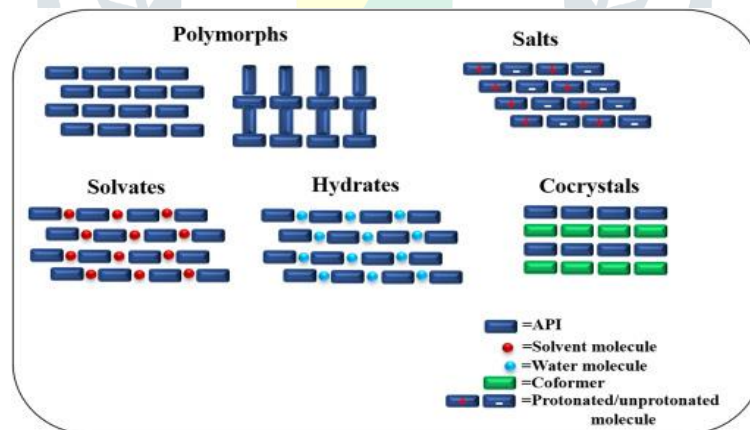 Polymorphs
Salts
Solvates
Hydrates
Cocrystals
=API
=Solvent molecule
=Water molecule
=Coformer
=Protonated/unprotonated
molecule